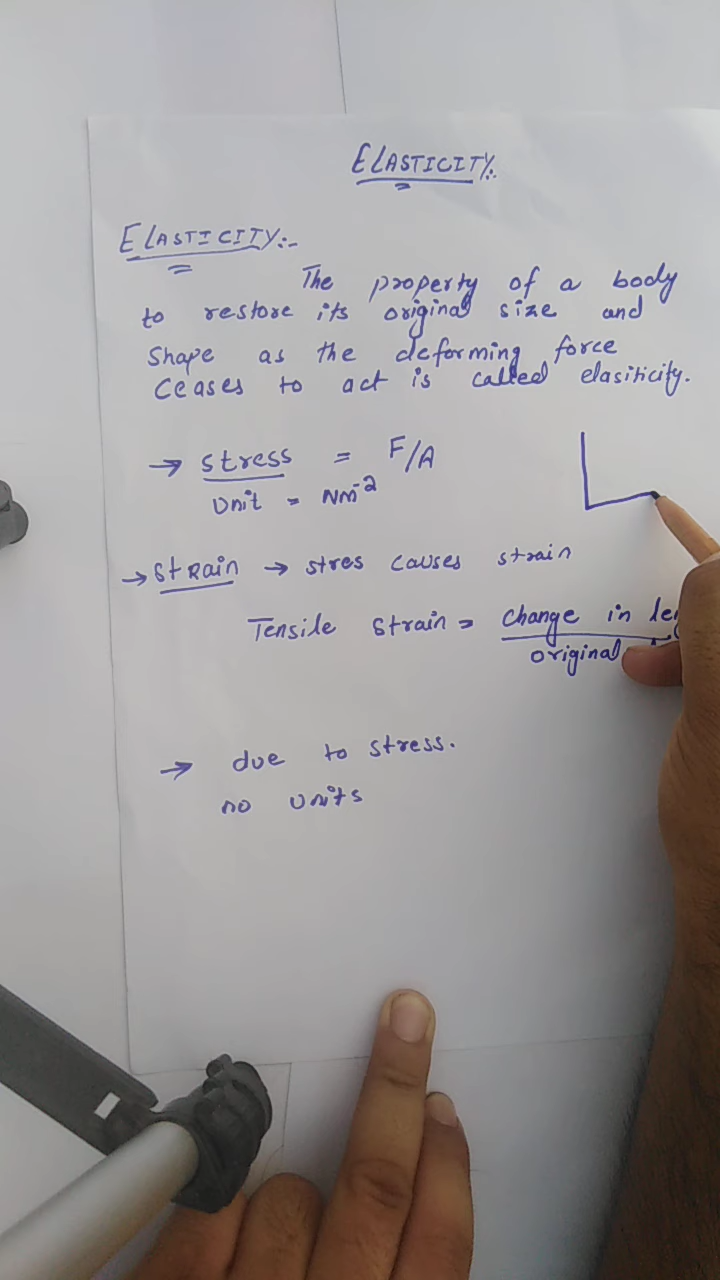 ELASTICITY:.
ELASTICITY:-
The property of a body
to restore its original size and
shape as the deforming force
ceases to act is called elasiticity.
→ stress = F/A
Unit = Nm⁻²
→ StRain → stres causes strain
Tensile strain = change in
original
→ due to stress.
no units